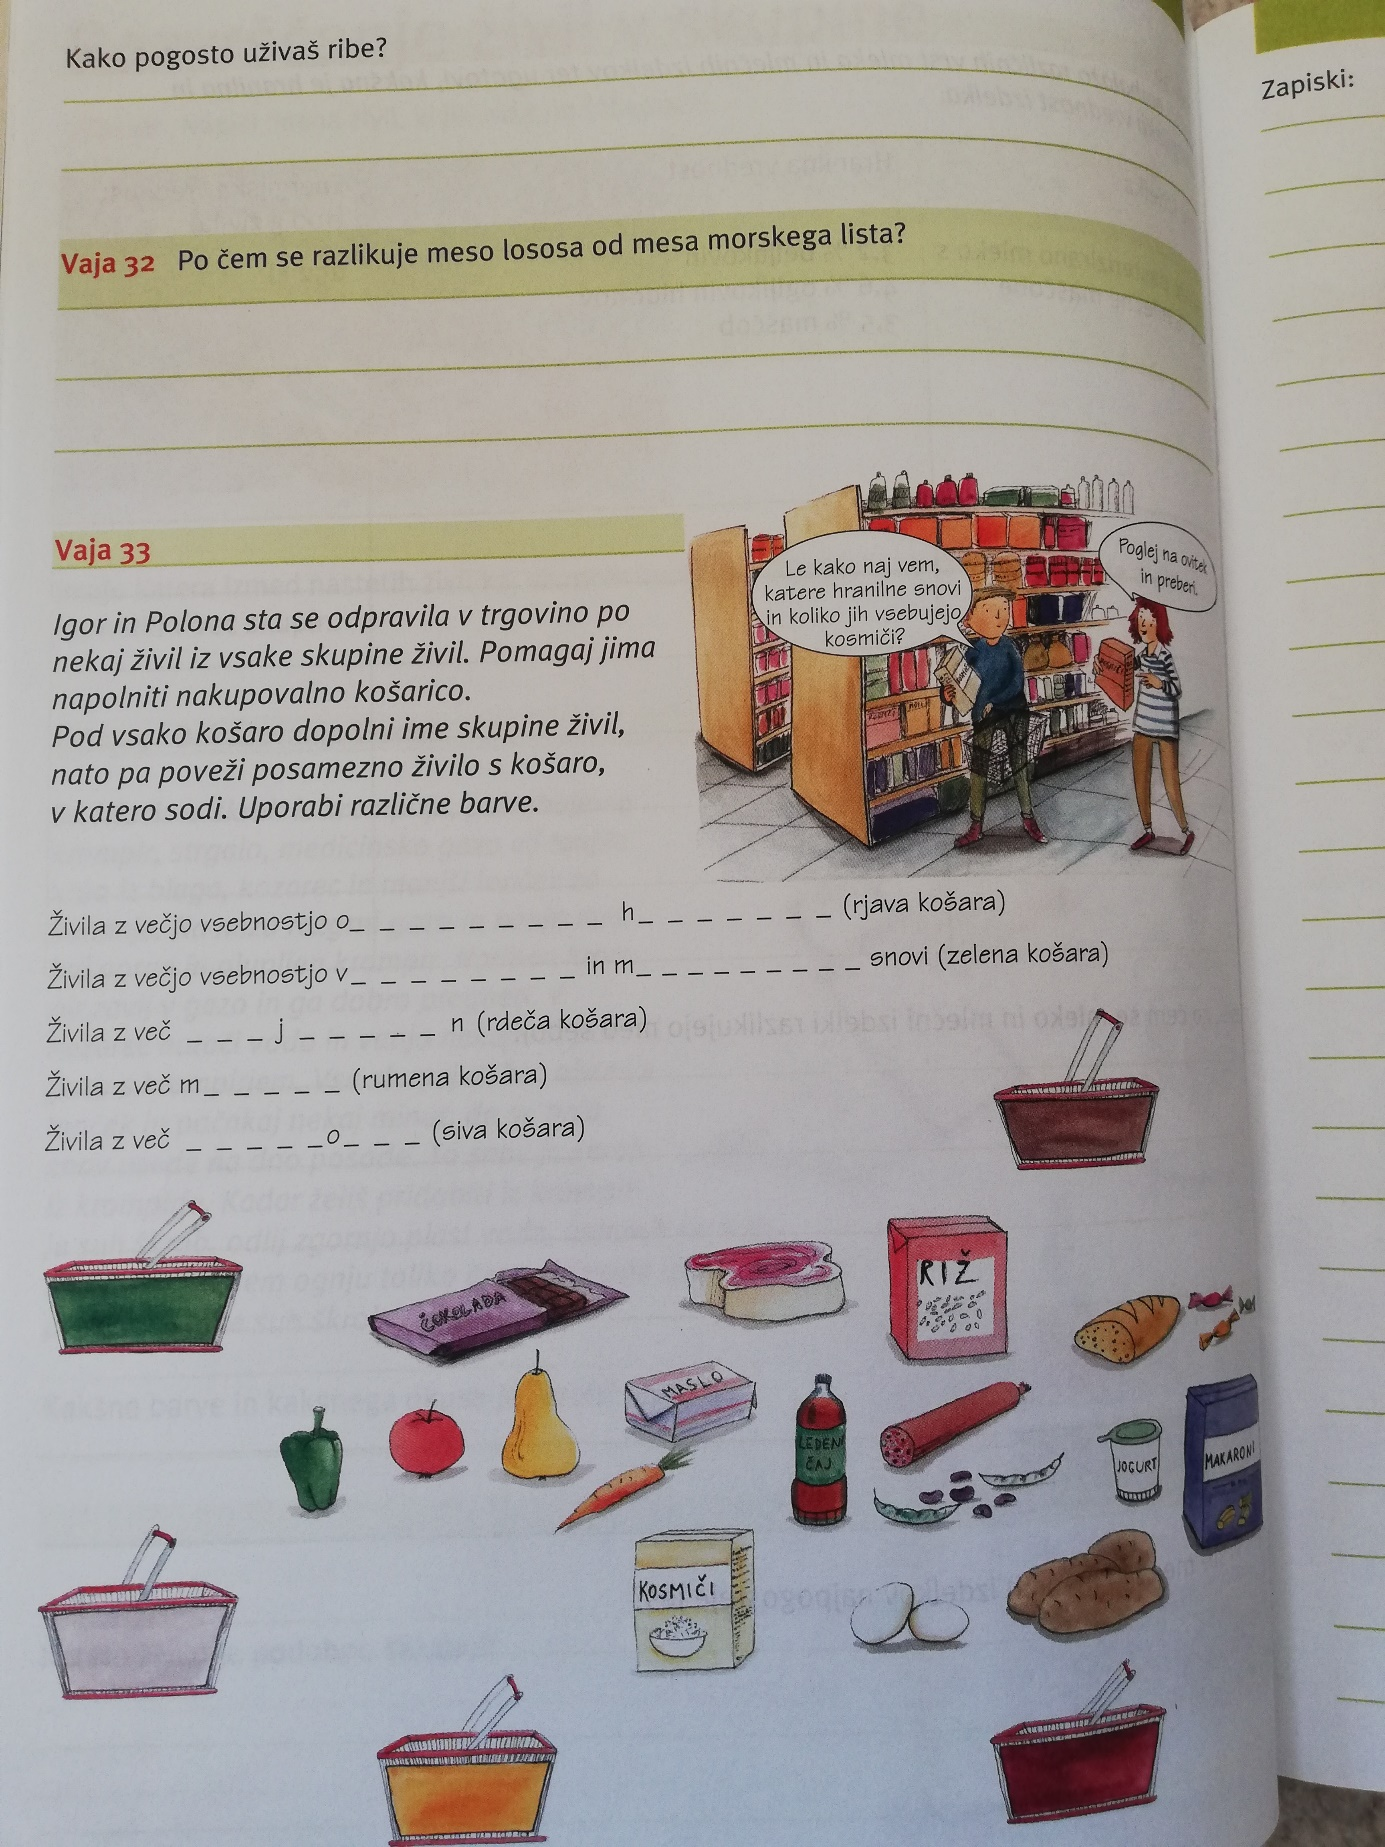 Kako pogosto uživaš ribe?
Zapiski:
Vaja 32 Po čem se razlikuje meso lososa od mesa morskega lista?
Vaja 33
Igor in Polona sta se odpravila v trgovino po
nekaj živil iz vsake skupine živil. Pomagaj jima
napolniti nakupovalno košarico.
Pod vsako košaro dopolni ime skupine živil,
nato pa poveži posamezno živilo s košaro,
v katero sodi. Uporabi različne barve.
Le kako naj vem,
katere hranilne snovi
in koliko jih vsebujejo
kosmiči?
Poglej na ovitek
in preberi.
Živila z večjo vsebnostjo o_ _ _ _ _ _ _ _ _ h_ _ _ _ _ _ _ (rjava košara)
Živila z večjo vsebnostjo v_ _ _ _ _ _ _ _ in m_ _ _ _ _ _ _ _ snovi (zelena košara)
Živila z več _ _ _ j _ _ _ _ _ n (rdeča košara)
Živila z več m_ _ _ _ _ (rumena košara)
Živila z več _ _ _ _ _o_ _ _ (siva košara)
ČOKOLADA
RIŽ
MASLO
LEDENI
ČAJ
JOGURT
MAKARONI
KOSMIČI